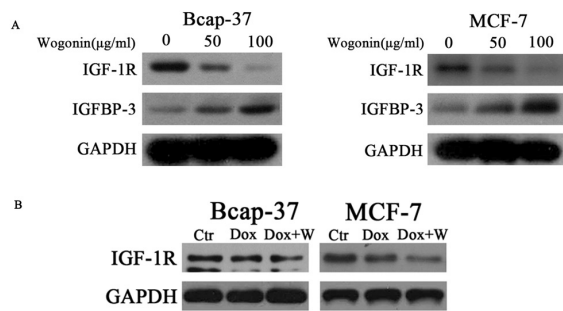 A
Bcap-37
Wogonin(μg/ml) 0 50 100
IGF-1R
IGFBP-3
GAPDH
MCF-7
Wogonin(μg/ml) 0 50 100
IGF-1R
IGFBP-3
GAPDH
B
Bcap-37 MCF-7
Ctr Dox Dox+W Ctr Dox Dox+W
IGF-1R
GAPDH